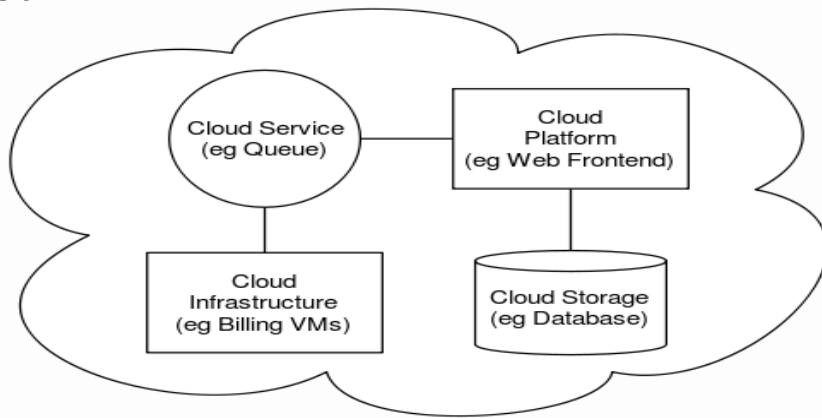 Cloud Service
(eg Queue)
Cloud
Platform
(eg Web Frontend)
Cloud
Infrastructure
(eg Billing VMs)
Cloud Storage
(eg Database)